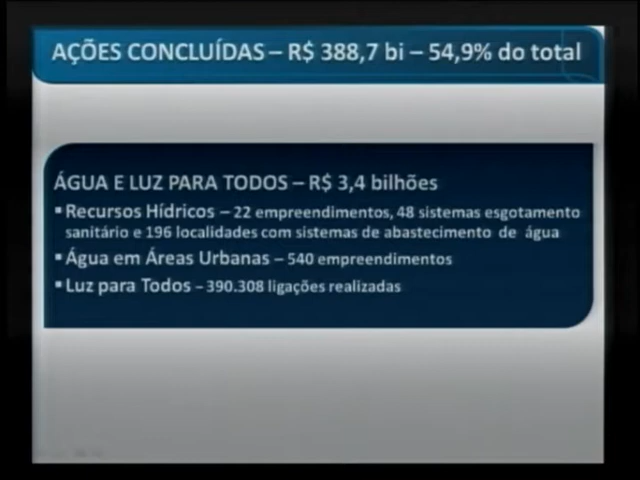 AÇÕES CONCLUÍDAS – R$ 388,7 bi – 54,9% do total
ÁGUA E LUZ PARA TODOS – R$ 3,4 bilhões
▪ Recursos Hídricos – 22 empreendimentos, 48 sistemas esgotamento
sanitário e 196 localidades com sistemas de abastecimento de água
▪ Água em Áreas Urbanas – 540 empreendimentos
▪ Luz para Todos – 390.308 ligações realizadas